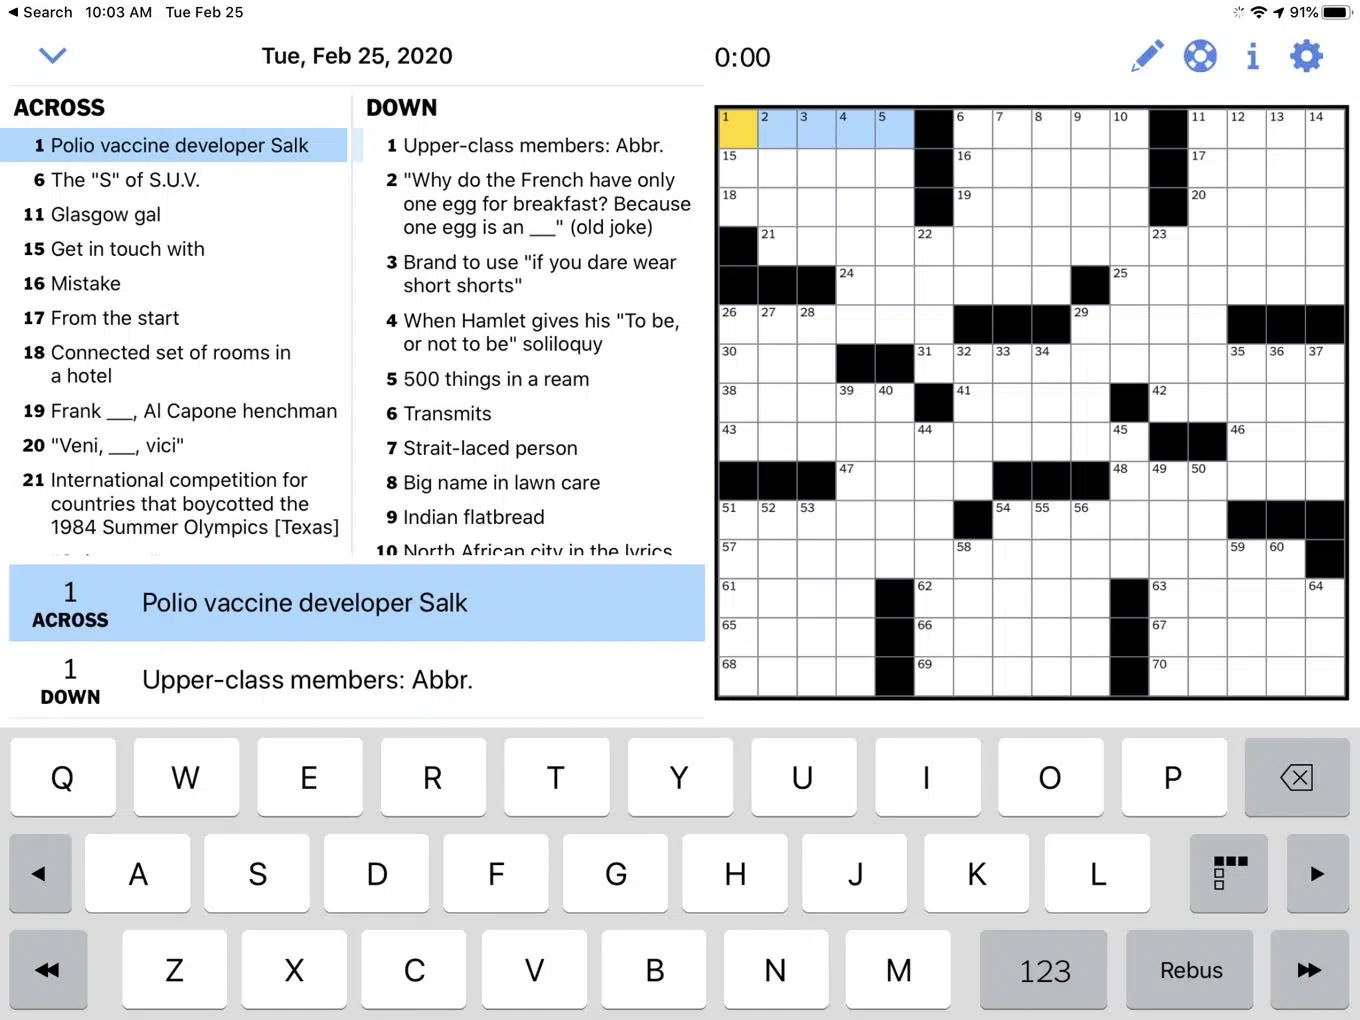 Search 10:03 AM Tue Feb 25 91%
Tue, Feb 25, 2020
0:00
ACROSS
1 Polio vaccine developer Salk
6 The "S" of S.U.V.
11 Glasgow gal
15 Get in touch with
16 Mistake
17 From the start
18 Connected set of rooms in
a hotel
19 Frank ___, Al Capone henchman
20 "Veni, ___, vici"
21 International competition for
countries that boycotted the
1984 Summer Olympics [Texas]
DOWN
1 Upper-class members: Abbr.
2 "Why do the French have only
one egg for breakfast? Because
one egg is an ___" (old joke)
3 Brand to use "if you dare wear
short shorts"
4 When Hamlet gives his "To be,
or not to be" soliloquy
5 500 things in a ream
6 Transmits
7 Strait-laced person
8 Big name in lawn care
9 Indian flatbread
10 North African city in the lyrics
1 ACROSS
Polio vaccine developer Salk
1 DOWN
Upper-class members: Abbr.
1 2 3 4 5 6 7 8 9 10 11 12 13 14
15 16 17
18 19 20
21 22 23
24 25
26 27 28 29
30 31 32 33 34 35 36 37
38 39 40 41 42
43 44 45 46
47 48 49 50
51 52 53 54 55 56
57 58 59 60
61 62 63 64
65 66 67
68 69 70
Q W E R T Y U I O P
A S D F G H J K L
Z X C V B N M 123 Rebus